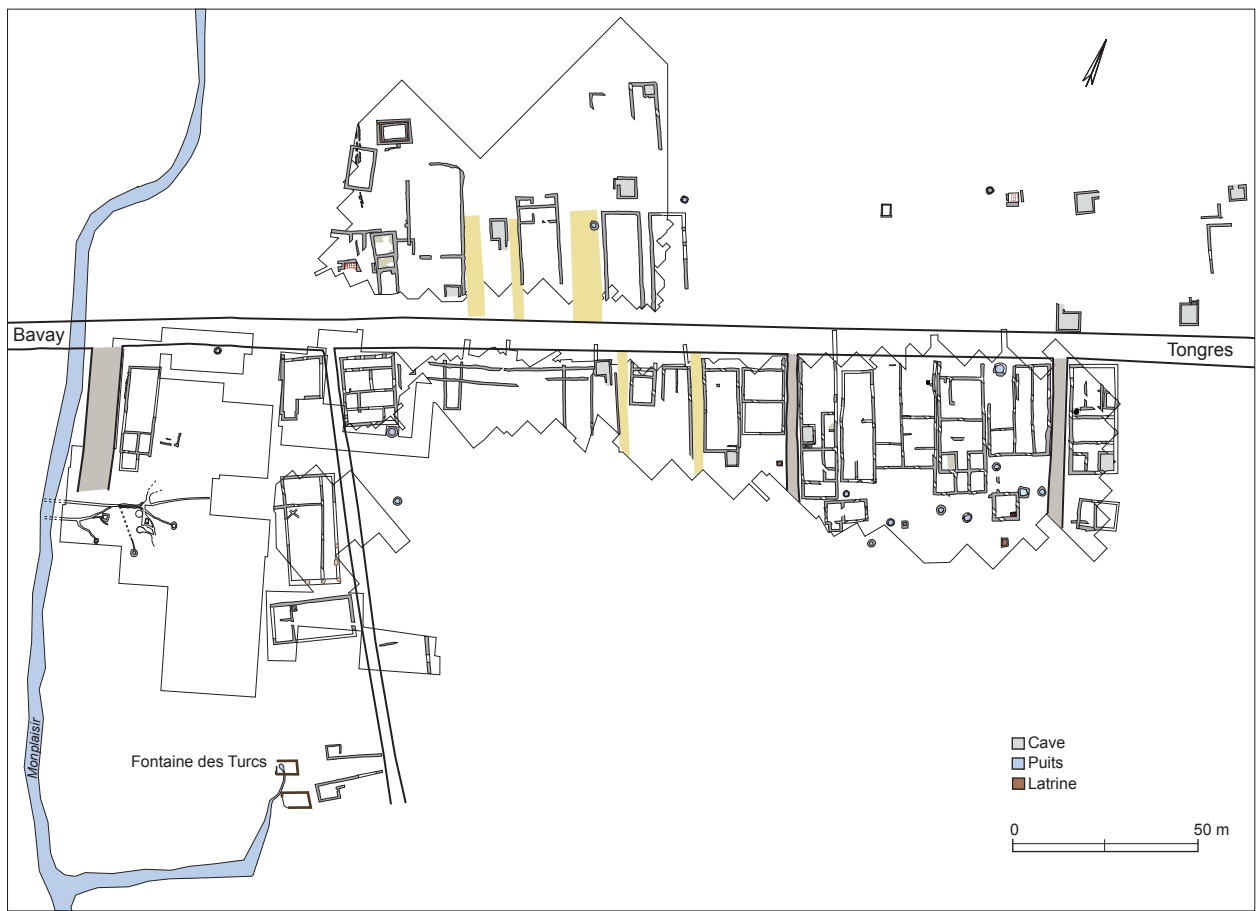 Bavay
Tongres
Monplaisir
Fontaine des Turcs
Cave
Puits
Latrine
0 50 m